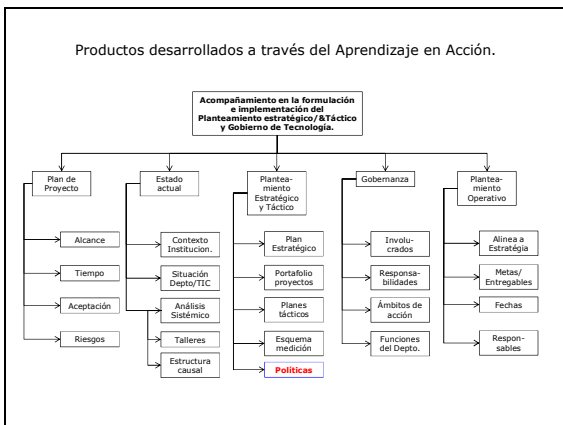 Productos desarrollados a través del Aprendizaje en Acción.
Acompañamiento en la formulación
e implementación del
Planteamiento estratégico/&Táctico
y Gobierno de Tecnología.
Plan de
Proyecto
Alcance
Tiempo
Aceptación
Riesgos
Estado
actual
Contexto
Institucion.
Situación
Depto/TIC
Análisis
Sistémico
Talleres
Estructura
causal
Plantea-
miento
Estratégico
y Táctico
Plan
Estratégico
Portafolio
proyectos
Planes
tácticos
Esquema
medición
Políticas
Gobernanza
Involu-
crados
Responsa-
bilidades
Ámbitos de
acción
Funciones
del Depto.
Plantea-
miento
Operativo
Alinea a
Estratégia
Metas/
Entregables
Fechas
Respon-
sables